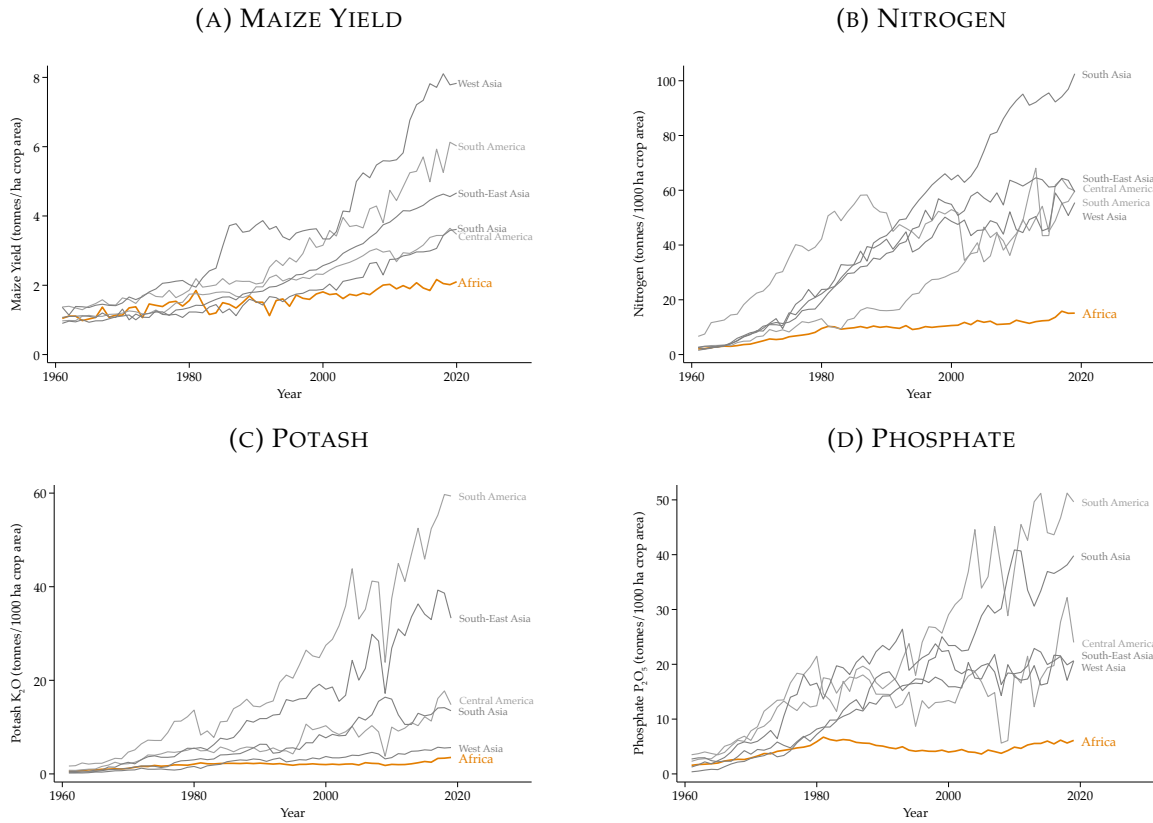 (A) MAIZE YIELD
Maize Yield (tonnes/ha crop area)
8
6
4
2
0
1960
1980
2000
2020
Year
West Asia
South America
South-East Asia
South Asia
Central America
Africa
(B) NITROGEN
Nitrogen (tonnes/1000 ha crop area)
100
80
60
40
20
0
1960
1980
2000
2020
Year
South Asia
South-East Asia
Central America
South America
West Asia
Africa
(C) POTASH
Potash K₂O (tonnes/1000 ha crop area)
60
40
20
0
1960
1980
2000
2020
Year
South America
South-East Asia
Central America
South Asia
West Asia
Africa
(D) PHOSPHATE
Phosphate P₂O₅ (tonnes/1000 ha crop area)
50
40
30
20
10
0
1960
1980
2000
2020
Year
South America
South Asia
Central America
South-East Asia
West Asia
Africa